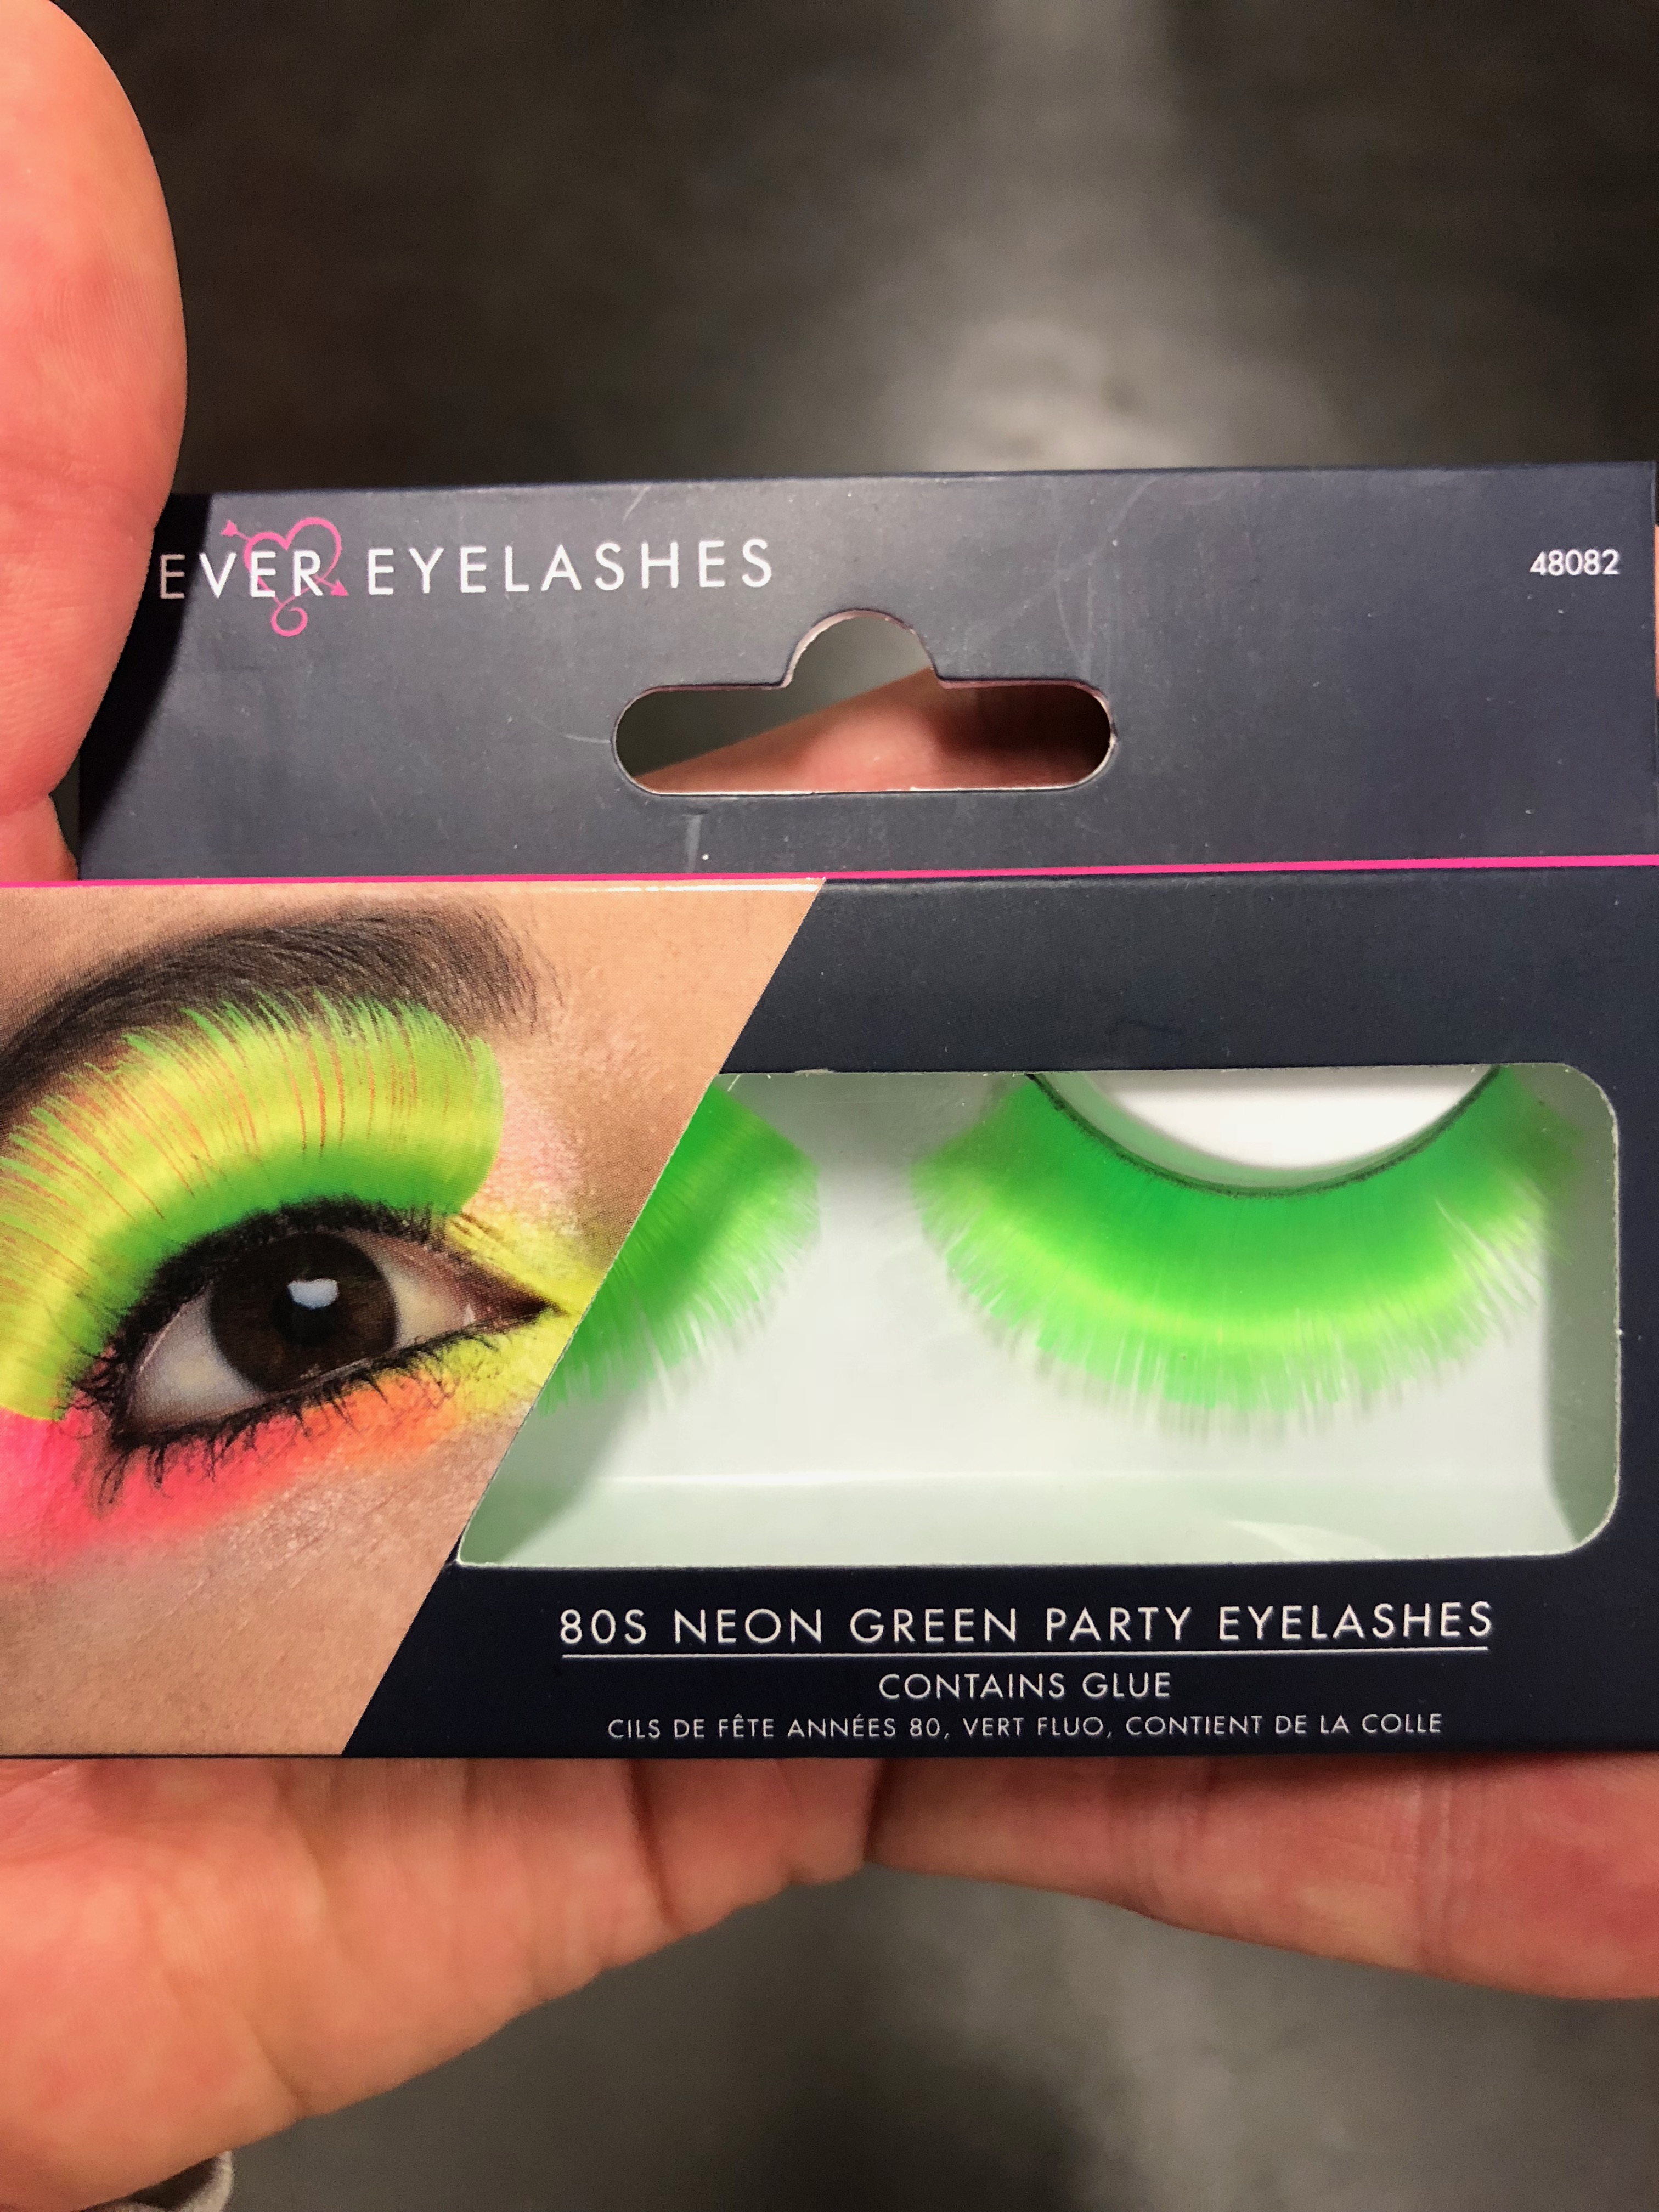 EVER EYELASHES
48082
80S NEON GREEN PARTY EYELASHES
CONTAINS GLUE
CILS DE FÊTE ANNÉES 80, VERT FLUO, CONTIENT DE LA COLLE